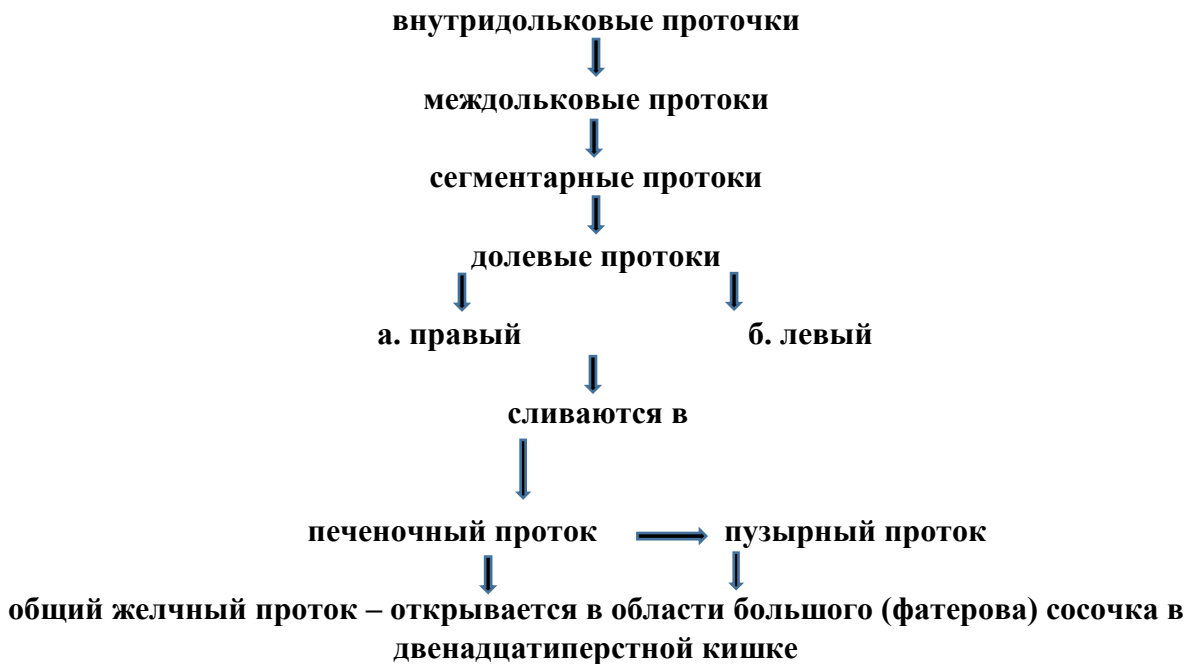 внутридольковые проточки
междольковые протоки
сегментарные протоки
долевые протоки
а. правый б. левый
сливаются в
печеночный проток пузырный проток
общий желчный проток – открывается в области большого (фатерова) сосочка в
двенадцатиперстной кишке